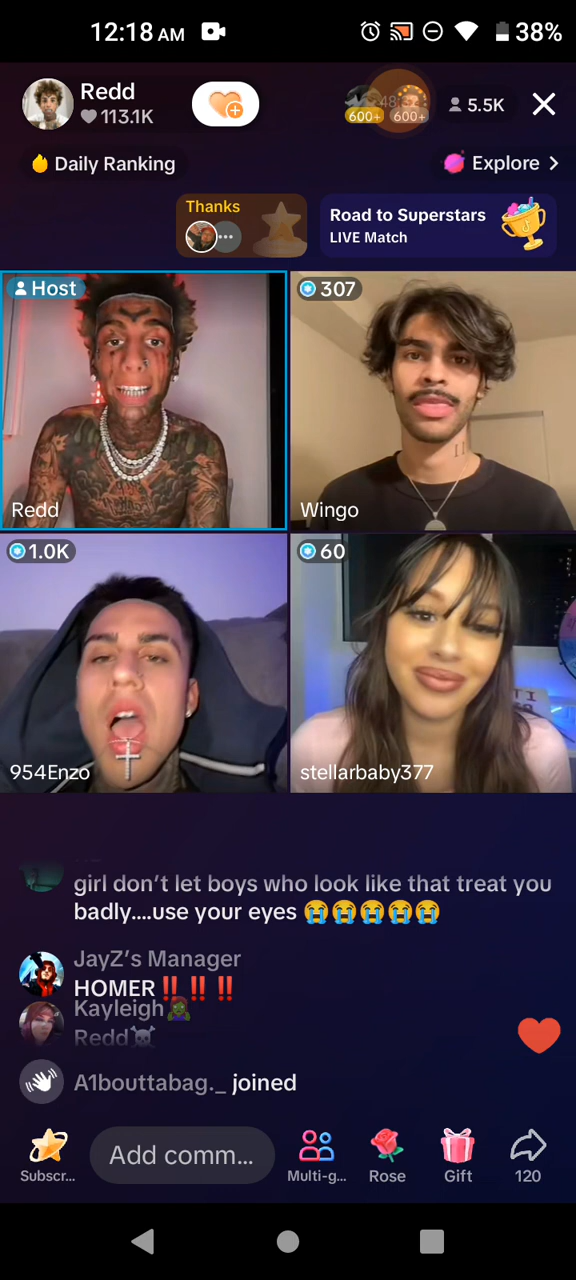 12:18 AM
38%
Redd
113.1K
600+
600+
5.5K
Daily Ranking
Explore
Thanks
Road to Superstars
LIVE Match
Host
307
Redd
Wingo
1.0K
60
954Enzo
stellarbaby377
girl don't let boys who look like that treat you
badly....use your eyes 😭😭😭😭😭
JayZ's Manager
HOMER ‼️ ‼️ ‼️
Kayleigh🧟‍♀️
Redd☠️
A1bouttabag._ joined
Add comm...
Subscr...
Multi-g...
Rose
Gift
120